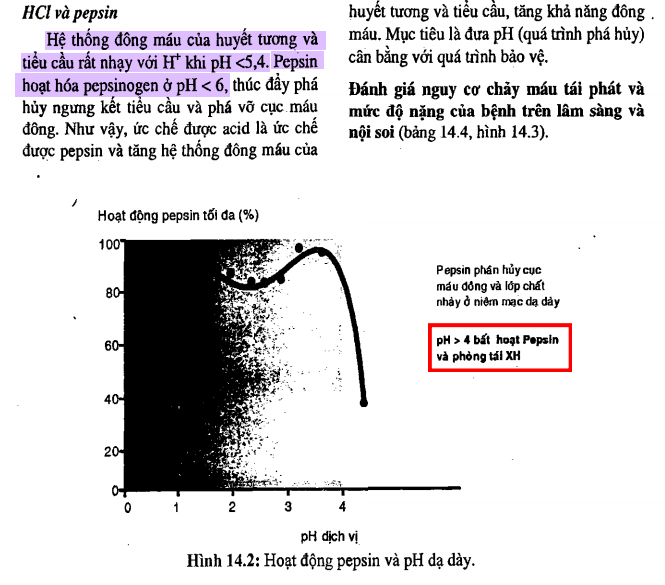 HCl và pepsin
Hệ thống đông máu của huyết tương và
tiểu cầu rất nhạy với H⁺ khi pH <5,4. Pepsin
hoạt hóa pepsinogen ở pH < 6, thúc đẩy phá
hủy ngưng kết tiểu cầu và phá vỡ cục máu
đông. Như vậy, ức chế được acid là ức chế
được pepsin và tăng hệ thống đông máu của
huyết tương và tiểu cầu, tăng khả năng đông
máu. Mục tiêu là đưa pH (quá trình phá hủy)
cân bằng với quá trình bảo vệ.
Đánh giá nguy cơ chảy máu tái phát và
mức độ nặng của bệnh trên lâm sàng và
nội soi (bảng 14.4, hình 14.3).
Hoạt động pepsin tối đa (%)
100
80
60
40
20
0
0 1 2 3 4
pH dịch vị
Pepsin phân hủy cục
máu đông và lớp chất
nhày ở niêm mạc dạ dày
pH > 4 bất hoạt Pepsin
và phòng tái XH
Hình 14.2: Hoạt động pepsin và pH dạ dày.